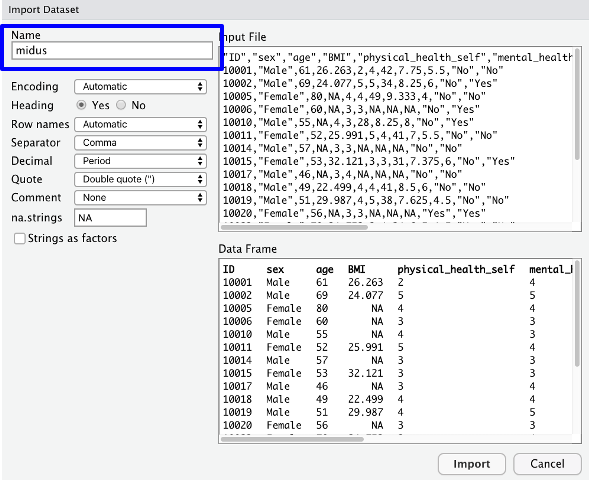 Import Dataset
Name
midus
Encoding Automatic
Heading Yes No
Row names Automatic
Separator Comma
Decimal Period
Quote Double quote (")
Comment None
na.strings NA
Strings as factors
Input File
"ID","sex","age","BMI","physical_health_self","mental_health
10001,"Male",61,26.263,2,4,42,7.75,5.5,"No","No"
10002,"Male",69,24.077,5,5,34,8.25,6,"No","Yes"
10005,"Female",80,NA,4,4,49,9.333,4,"No","No"
10006,"Female",60,NA,3,3,NA,NA,NA,"No","Yes"
10010,"Male",55,NA,4,3,28,8.25,8,"No","Yes"
10011,"Female",52,25.991,5,4,41,7,5.5,"No","No"
10014,"Male",57,NA,3,3,NA,NA,NA,"No","No"
10015,"Female",53,32.121,3,3,31,7.375,6,"No","Yes"
10017,"Male",46,NA,3,4,NA,NA,NA,"No","No"
10018,"Male",49,22.499,4,4,41,8.5,6,"No","No"
10019,"Male",51,29.987,4,5,38,7.625,4.5,"No","No"
10020,"Female",56,NA,3,3,NA,NA,NA,"Yes","Yes"
Data Frame
ID sex age BMI physical_health_self mental_h
10001 Male 61 26.263 2 4
10002 Male 69 24.077 5 5
10005 Female 80 NA 4 4
10006 Female 60 NA 3 3
10010 Male 55 NA 4 3
10011 Female 52 25.991 5 4
10014 Male 57 NA 3 3
10015 Female 53 32.121 3 3
10017 Male 46 NA 3 4
10018 Male 49 22.499 4 4
10019 Male 51 29.987 4 5
10020 Female 56 NA 3 3
Import Cancel